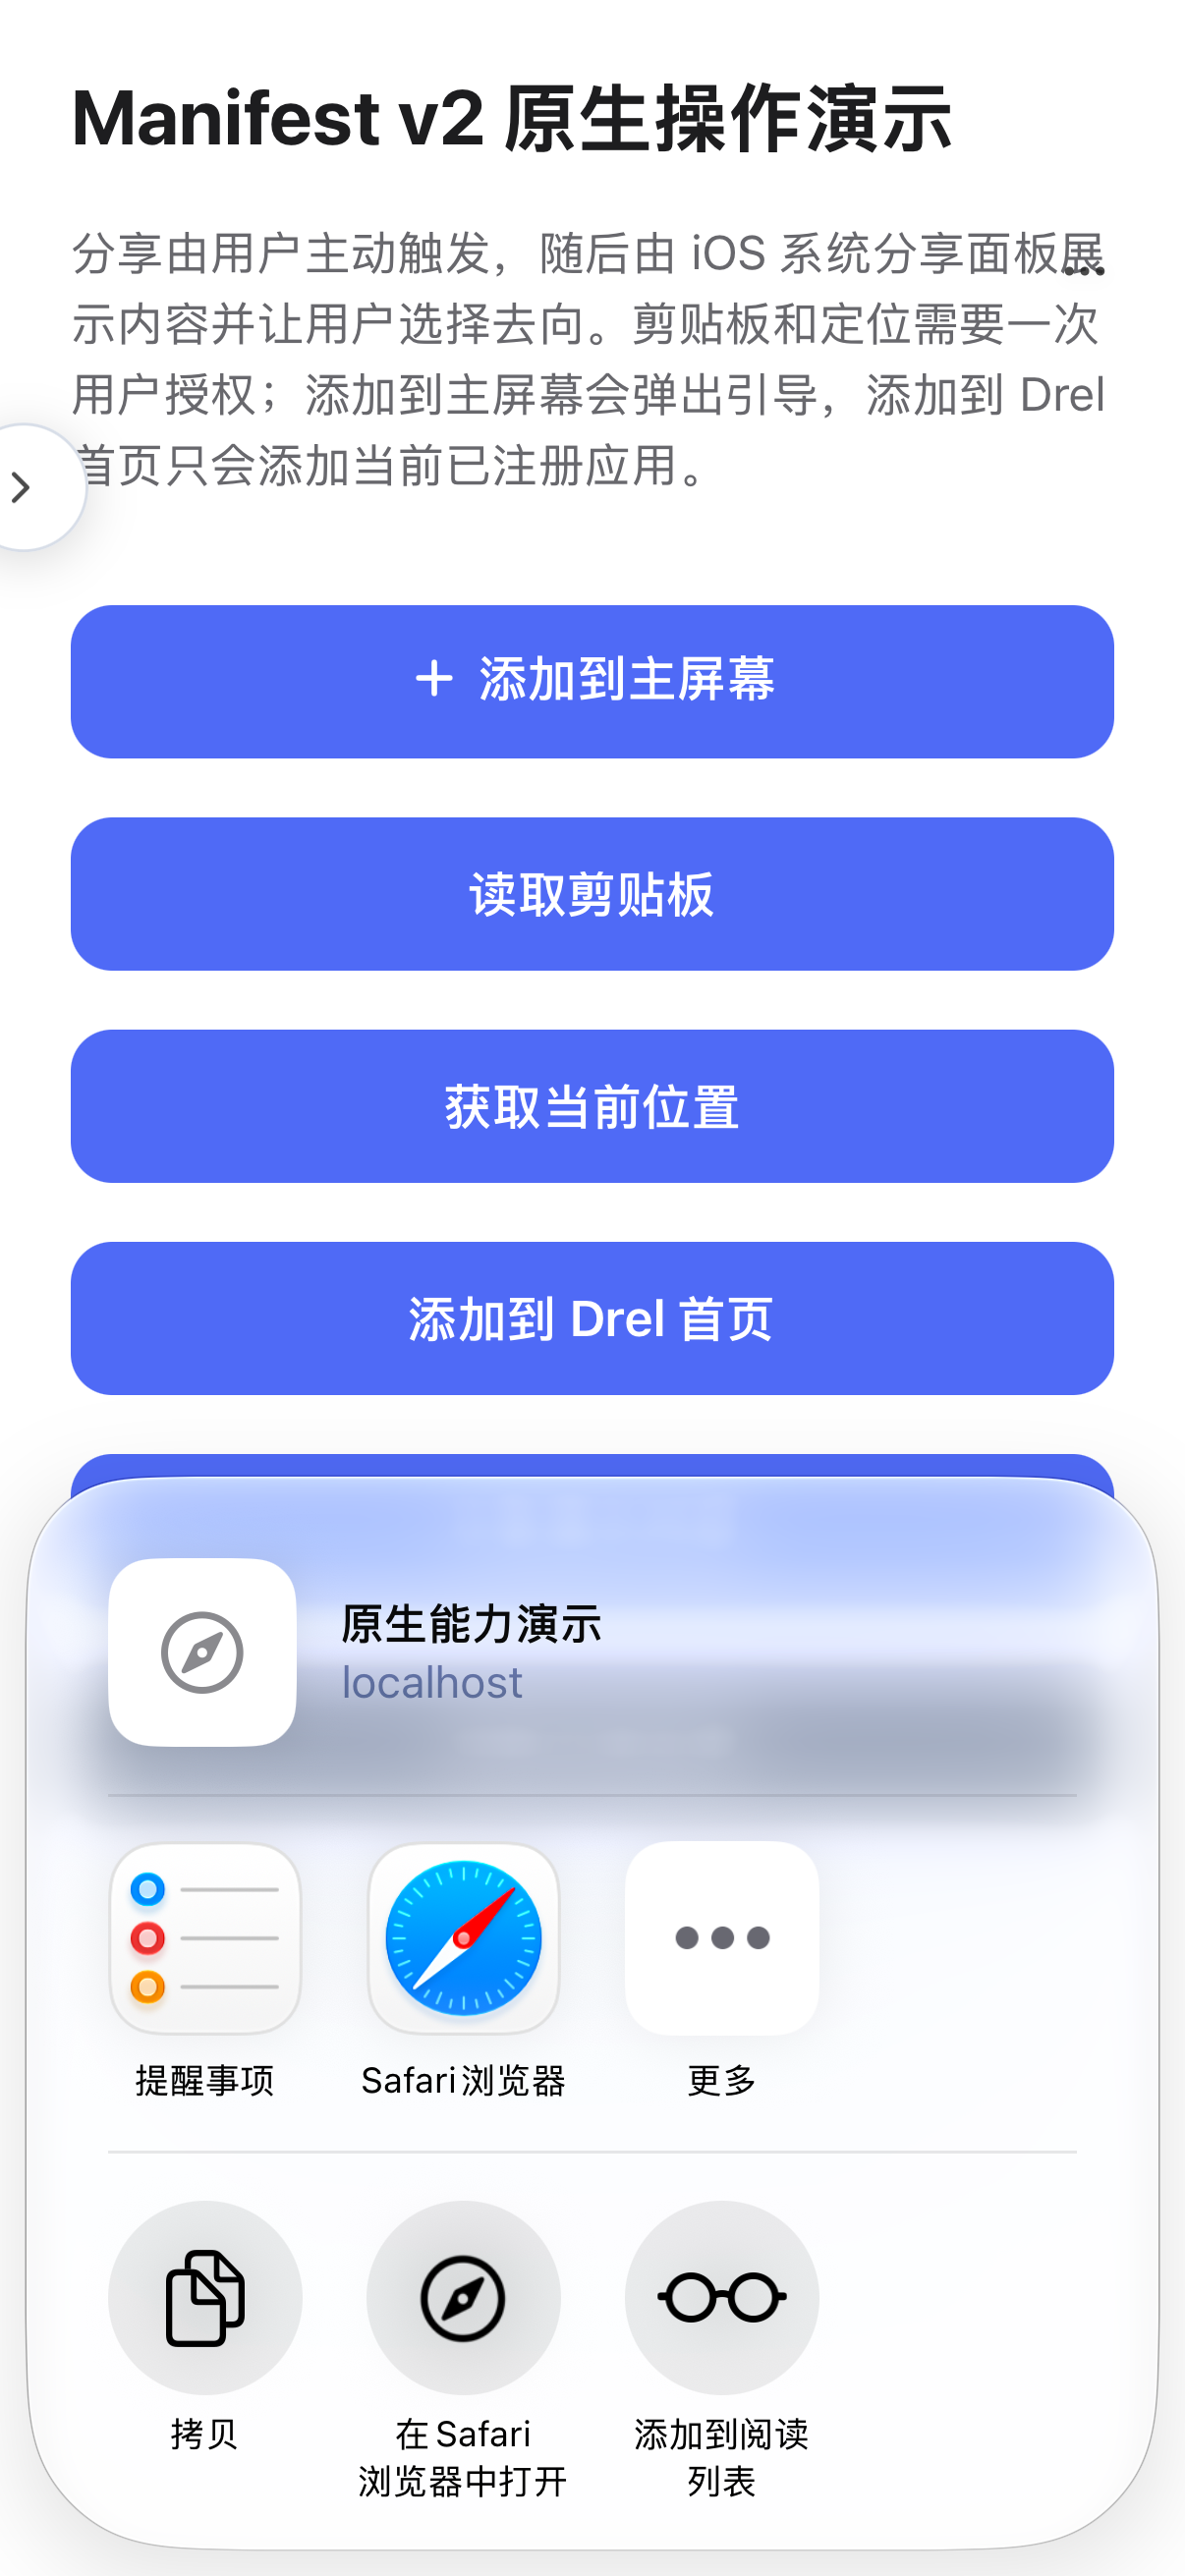 Manifest v2 原生操作演示
分享由用户主动触发，随后由 iOS 系统分享面板展
示内容并让用户选择去向。剪贴板和定位需要一次
用户授权；添加到主屏幕会弹出引导，添加到 Drel
首页只会添加当前已注册应用。
+ 添加到主屏幕
读取剪贴板
获取当前位置
添加到 Drel 首页
原生能力演示
localhost
提醒事项
Safari浏览器
更多
拷贝
在Safari
浏览器中打开
添加到阅读
列表